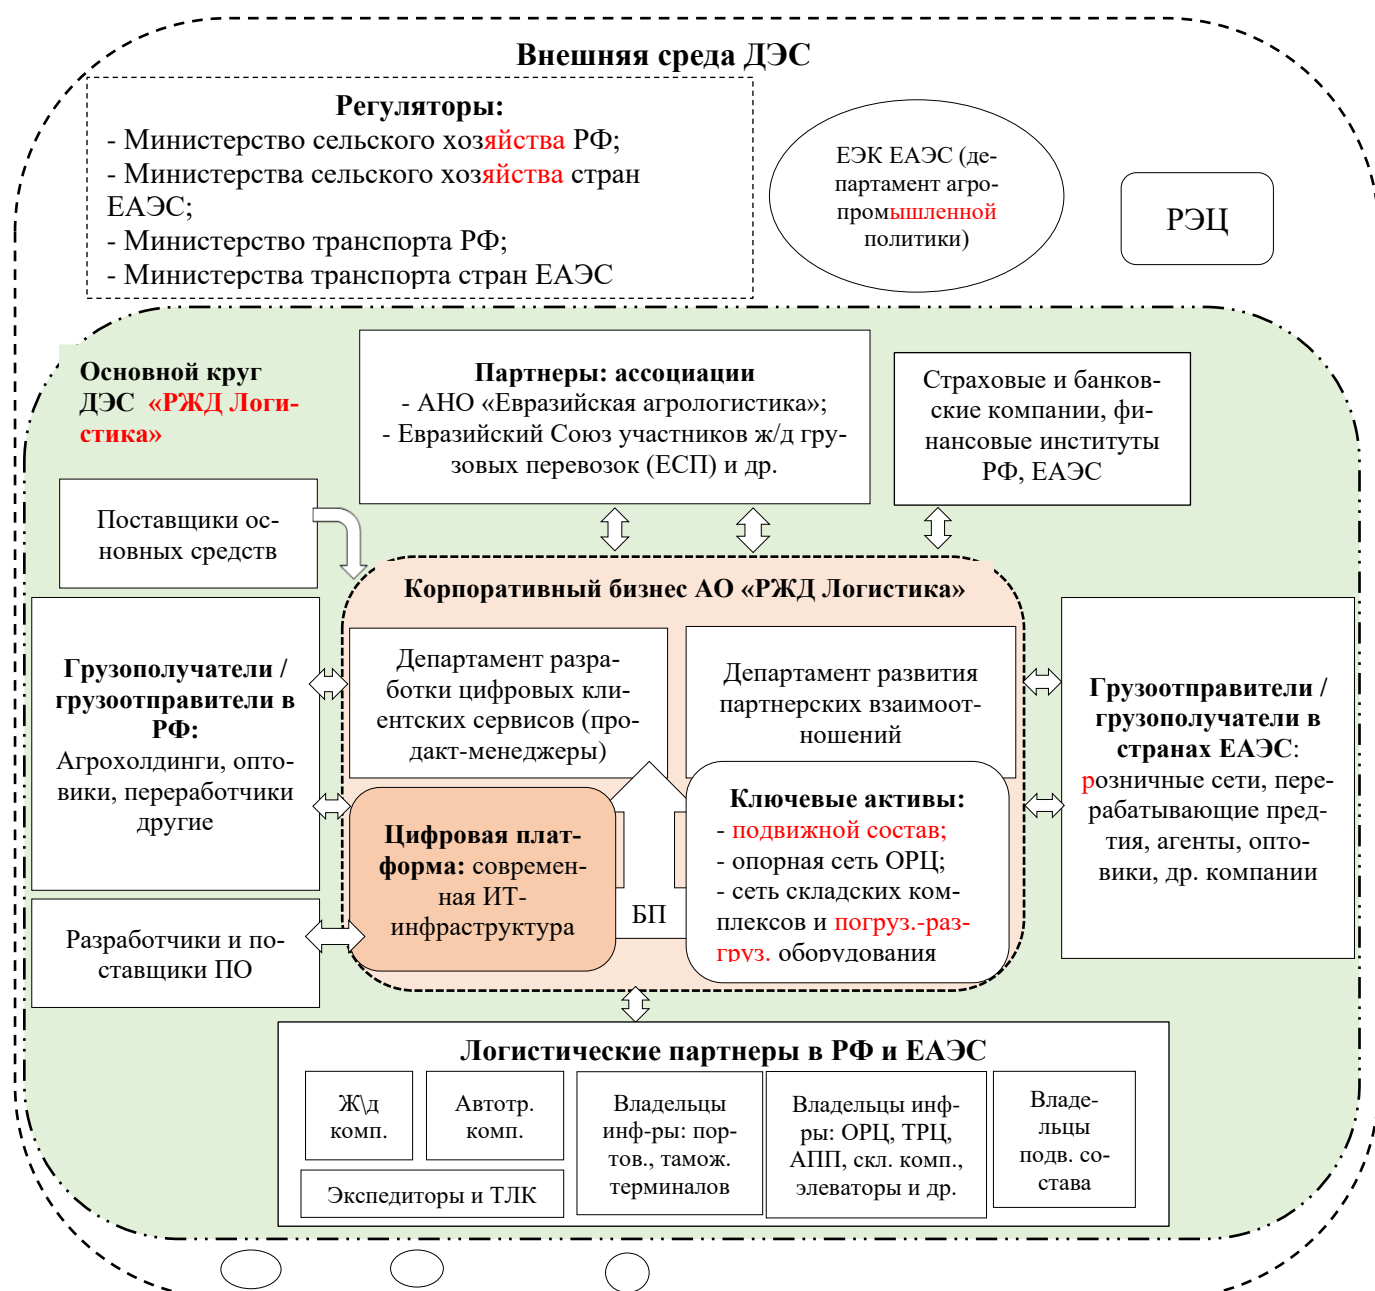 Внешняя среда ДЭС
Регуляторы:
- Министерство сельского хозяйства РФ;
- Министерства сельского хозяйства стран
ЕАЭС;
- Министерство транспорта РФ;
- Министерства транспорта стран ЕАЭС
ЕЭК ЕАЭС (де-
партамент агро-
промышленной
политики)
РЭЦ
Основной круг
ДЭС «РЖД Логи-
стика»
Партнеры: ассоциации
- АНО «Евразийская агрологистика»;
- Евразийский Союз участников ж/д гру-
зовых перевозок (ЕСП) и др.
Страховые и банков-
ские компании, фи-
нансовые институты
РФ, ЕАЭС
Поставщики ос-
новных средств
Корпоративный бизнес АО «РЖД Логистика»
Грузополучатели /
грузоотправители в
РФ:
Агрохолдинги, опто-
вики, переработчики
другие
Департамент разра-
ботки цифровых кли-
ентских сервисов (про-
дакт-менеджеры)
Департамент развития
партнерских взаимоот-
ношений
Грузоотправители /
грузополучатели в
странах ЕАЭС:
розничные сети, пере-
рабатывающие пред-
тия, агенты, опто-
вики, др. компании
Цифровая плат-
форма: современ-
ная ИТ-
инфраструктура
БП
Ключевые активы:
- подвижной состав;
- опорная сеть ОРЦ;
- сеть складских ком-
плексов и погруз.-раз-
груз. оборудования
Разработчики и по-
ставщики ПО
Логистические партнеры в РФ и ЕАЭС
Ж\д
комп.
Автотр.
комп.
Экспедиторы и ТЛК
Владельцы
инф-ры: пор-
тов., тамож.
терминалов
Владельцы инф-
ры: ОРЦ, ТРЦ,
АПП, скл. комп.,
элеваторы и др.
Владе-
льцы
подв. со-
става